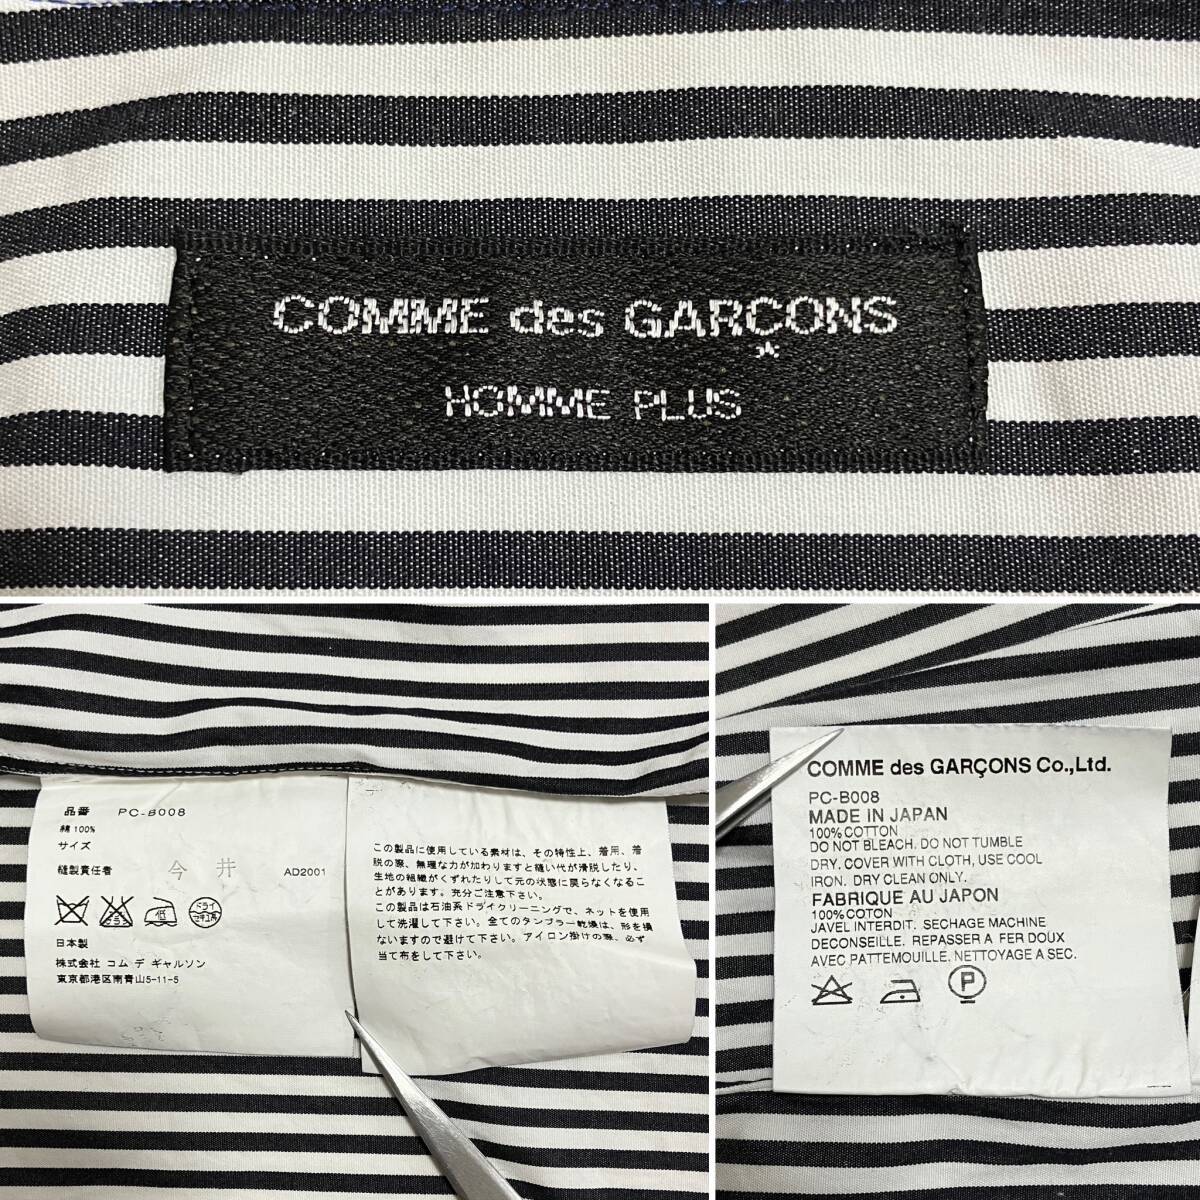 COMME des GARÇONS
HOMME PLUS
品番 PC-B008
綿 100%
サイズ
縫製責任者 今井 AD2001
ドライ
セキユ系
日本製
株式会社 コム デ ギャルソン
東京都港区南青山5-11-5
この製品に使用している素材は、その特性上、着用、着
脱の際、無理な力が加わりますと縫い代が滑脱したり、
生地の組織がくずれたりして元の状態に戻らなくなるこ
とがあります。充分ご注意下さい。
この製品は石油系ドライクリーニングで、ネットを使用
して洗濯して下さい。全てのタンブラー乾燥は、形を損
ないますので避けて下さい。アイロン掛けの際、必ず
当て布をして下さい。
COMME des GARÇONS Co.,Ltd.
PC-B008
MADE IN JAPAN
100% COTTON
DO NOT BLEACH. DO NOT TUMBLE
DRY. COVER WITH CLOTH, USE COOL
IRON. DRY CLEAN ONLY.
FABRIQUE AU JAPON
100% COTON
JAVEL INTERDIT. SECHAGE MACHINE
DECONSEILLE. REPASSER A FER DOUX
AVEC PATTEMOUILLE. NETTOYAGE A SEC.
P